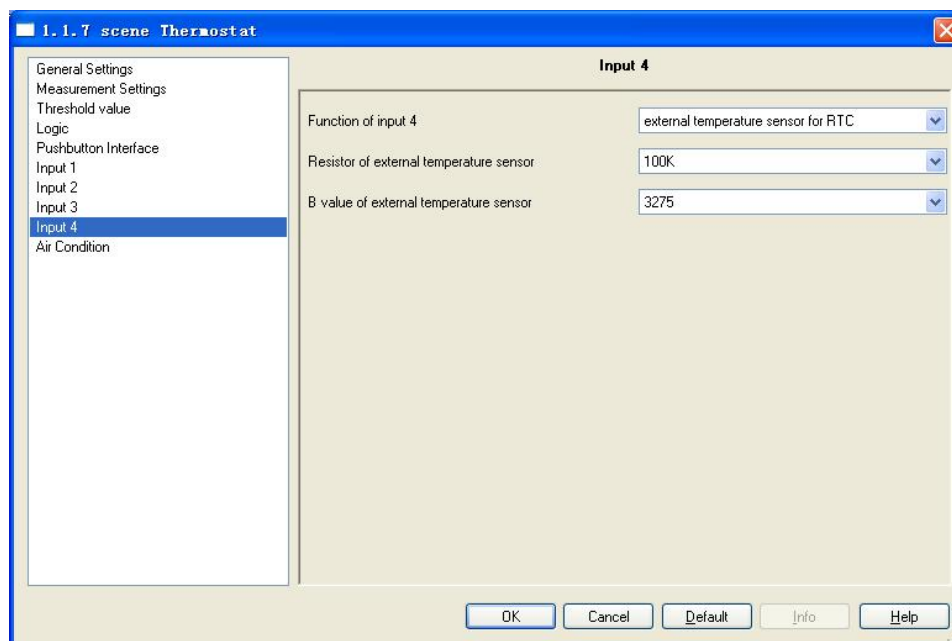 1.1.7 scene Thermostat
General Settings
Measurement Settings
Threshold value
Logic
Pushbutton Interface
Input 1
Input 2
Input 3
Input 4
Air Condition
Input 4
Function of input 4
external temperature sensor for RTC
Resistor of external temperature sensor
100K
B value of external temperature sensor
3275
OK
Cancel
Default
Info
Help